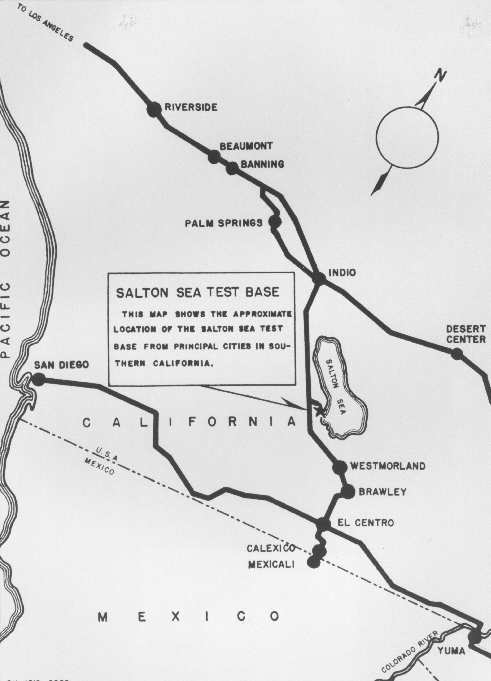 TO LOS ANGELES
N
RIVERSIDE
BEAUMONT
BANNING
PALM SPRINGS
PACIFIC OCEAN
INDIO
SALTON SEA TEST BASE
THIS MAP SHOWS THE APPROXIMATE
LOCATION OF THE SALTON SEA TEST
BASE FROM PRINCIPAL CITIES IN SOU-
THERN CALIFORNIA.
DESERT
CENTER
SALTON SEA
SAN DIEGO
CALIFORNIA
U.S.A
MEXICO
WESTMORLAND
BRAWLEY
EL CENTRO
CALEXICO
MEXICALI
MEXICO
COLORADO RIVER
YUMA